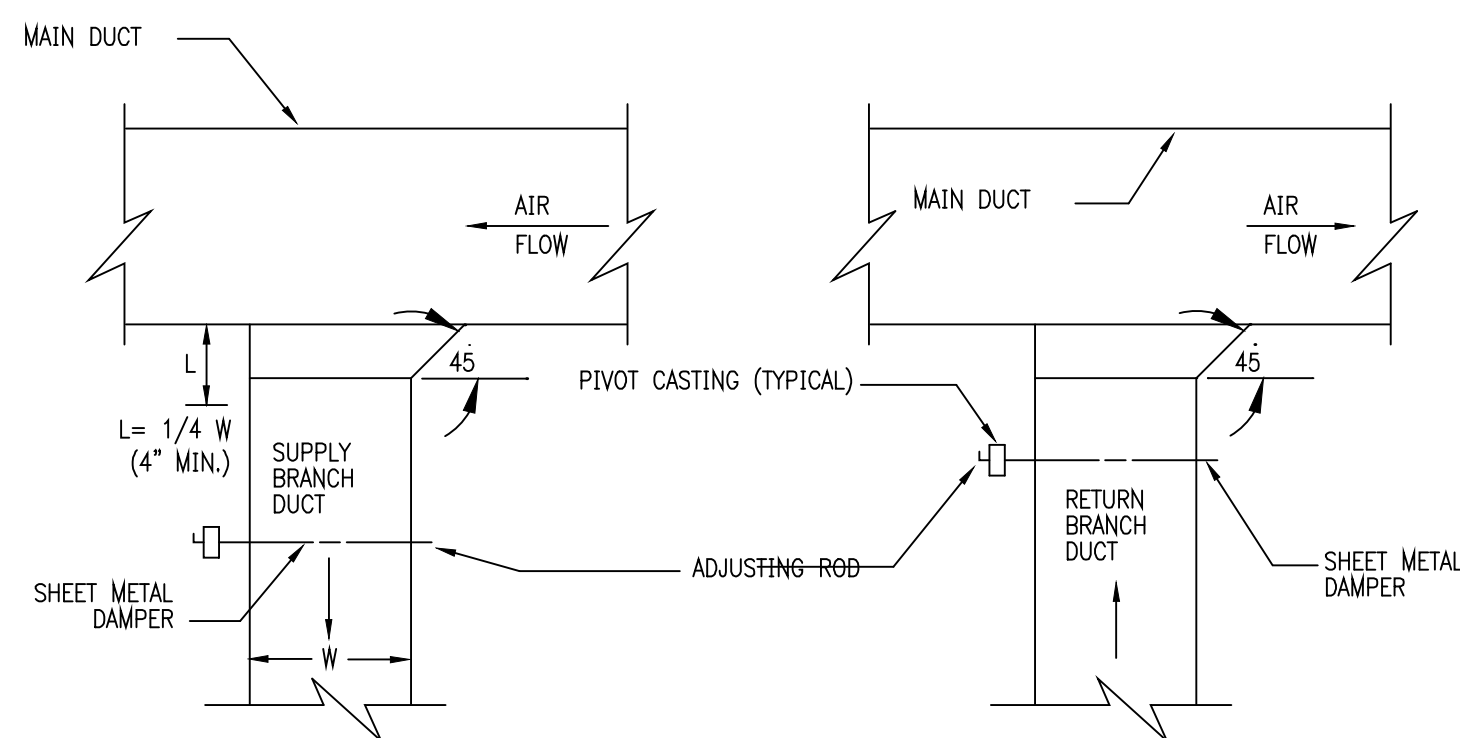 MAIN DUCT
AIR
FLOW
MAIN DUCT
AIR
FLOW
L
45°
L= 1/4 W
(4" MIN.)
SUPPLY
BRANCH
DUCT
PIVOT CASTING (TYPICAL)
45°
RETURN
BRANCH
DUCT
SHEET METAL
DAMPER
ADJUSTING ROD
SHEET METAL
DAMPER
W